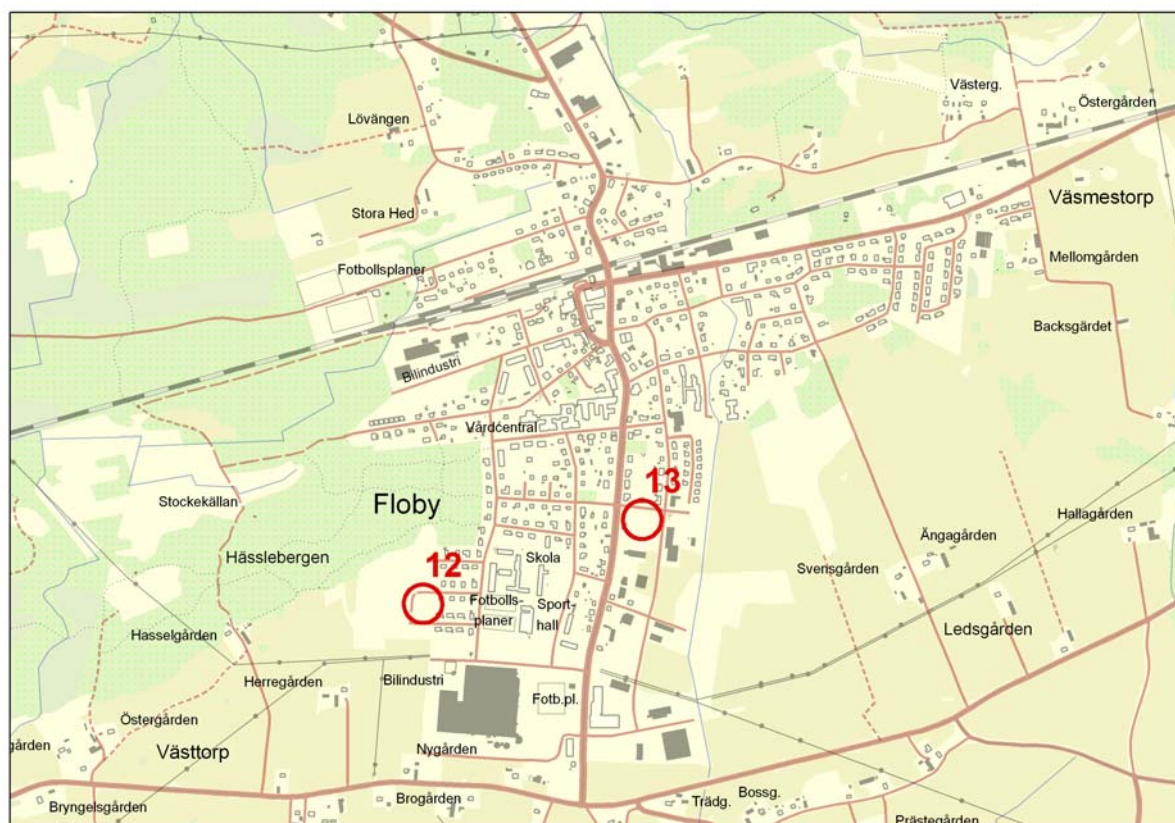 Västerg.
Östergården
Lövängen
Väsmestorp
Stora Hed
Mellomgården
Fotbollsplaner
Backsgärdet
Bilindustri
Vårdcentral
13
Stockekällan
Floby
Hallagården
Ängagården
Hässlebergen
Skola
12
Svensgården
Fotbolls-
planer
Sport-
hall
Hasselgården
Ledsgården
Herregården
Bilindustri
Fotb.pl.
Östergården
gården
Västtorp
Nygården
Brogården
Bryngelsgården
Trädg.
Bossg.
Prästegården